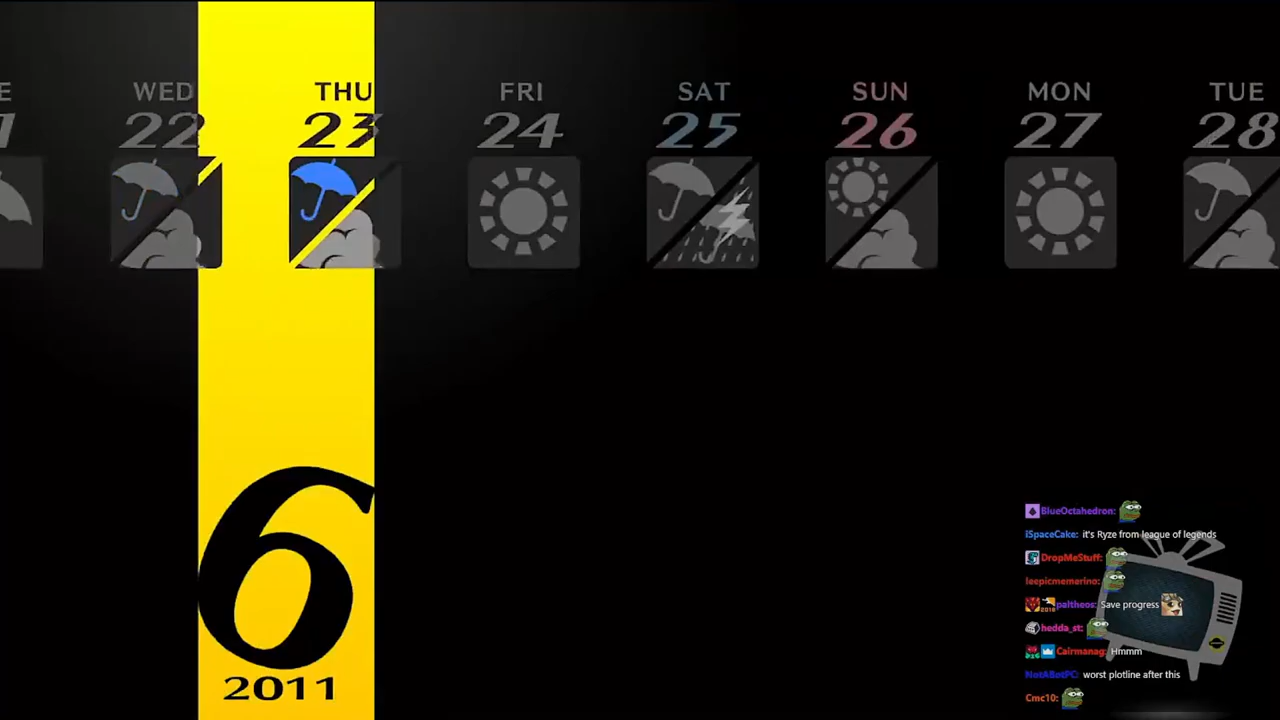 E WED THU FRI SAT SUN MON TUE
1 22 23 24 25 26 27 28
6
2011
BlueOctahedron:
iSpaceCake: it's Ryze from league of legends
DropMeStuff:
leepicmemerino:
paltheos: Save progress
hedda_st:
Cairmanag: Hmmm
NotABotPC: worst plotline after this
Cmc10: